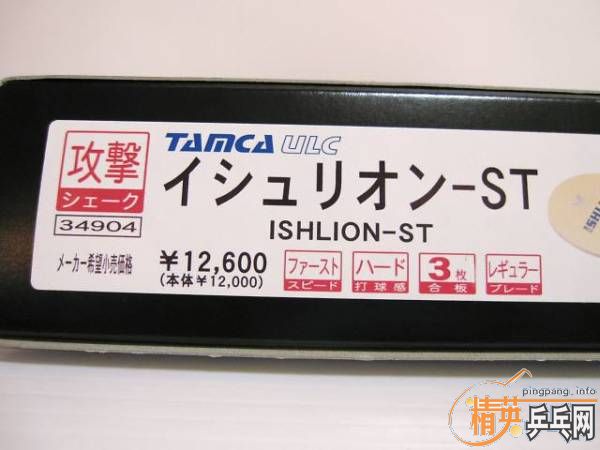 攻撃
シェーク
34904
TAMCA ULC
イシュリオン-ST
ISHLION-ST
メーカー希望小売価格
¥12,600
(本体¥12,000)
ファースト
スピード
ハード
打球感
3枚
合板
レギュラー
ブレード
pingpang.info
精英乒乓网